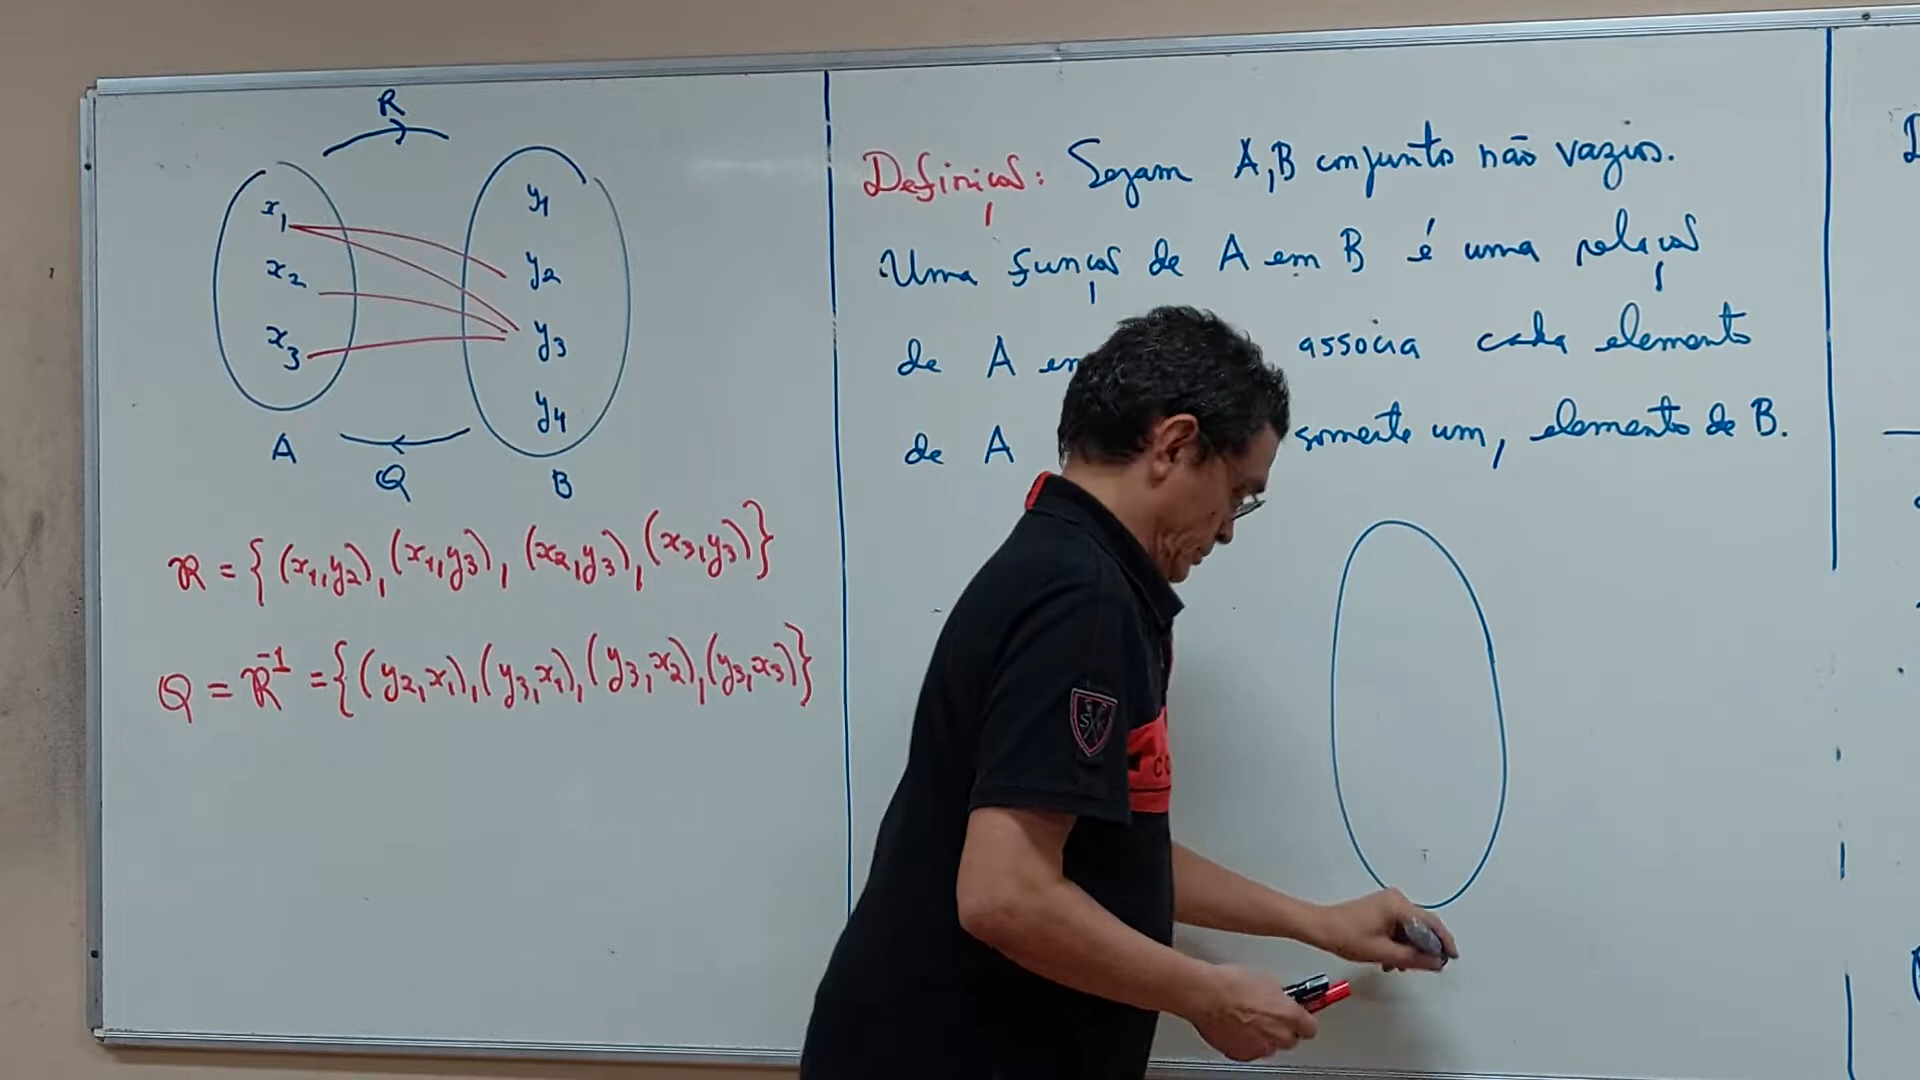 R
x1
x2
x3
y1
y2
y3
y4
A
Q
B
R = {(x1,y2), (x1,y3), (x2,y3), (x3,y3)}
Q = R⁻¹ = {(y2,x1), (y3,x1), (y3,x2), (y3,x3)}
Definição: Sejam A,B conjunto não vazios.
Uma função de A em B é uma relação
de A em associa cada elemento
de A somente um, elemento de B.